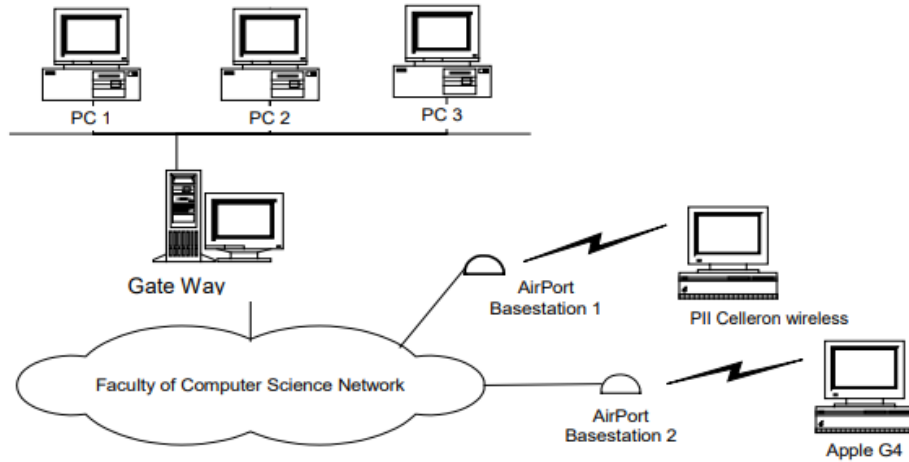 PC 1
PC 2
PC 3
Gate Way
AirPort
Basestation 1
PII Celleron wireless
Faculty of Computer Science Network
AirPort
Basestation 2
Apple G4